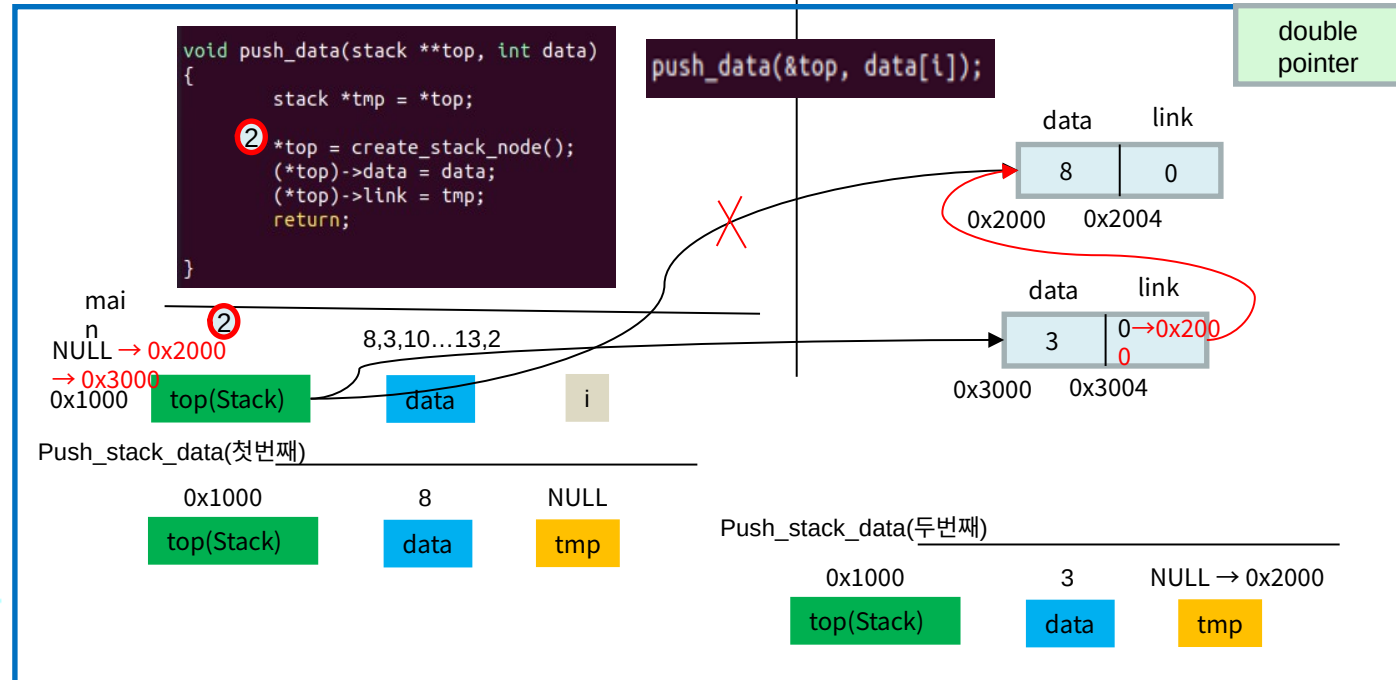 double
pointer
void push_data(stack **top, int data)
{
stack *tmp = *top;
2
*top = create_stack_node();
(*top)->data = data;
(*top)->link = tmp;
return;
}
push_data(&top, data[i]);
data link
8 0
0x2000 0x2004
data link
3 0→0x200
0
0x3000 0x3004
mai
n
2
NULL → 0x2000
→ 0x3000
8,3,10…13,2
0x1000 top(Stack) data i
Push_stack_data(첫번째)
0x1000 8 NULL
top(Stack) data tmp
Push_stack_data(두번째)
0x1000 3 NULL → 0x2000
top(Stack) data tmp